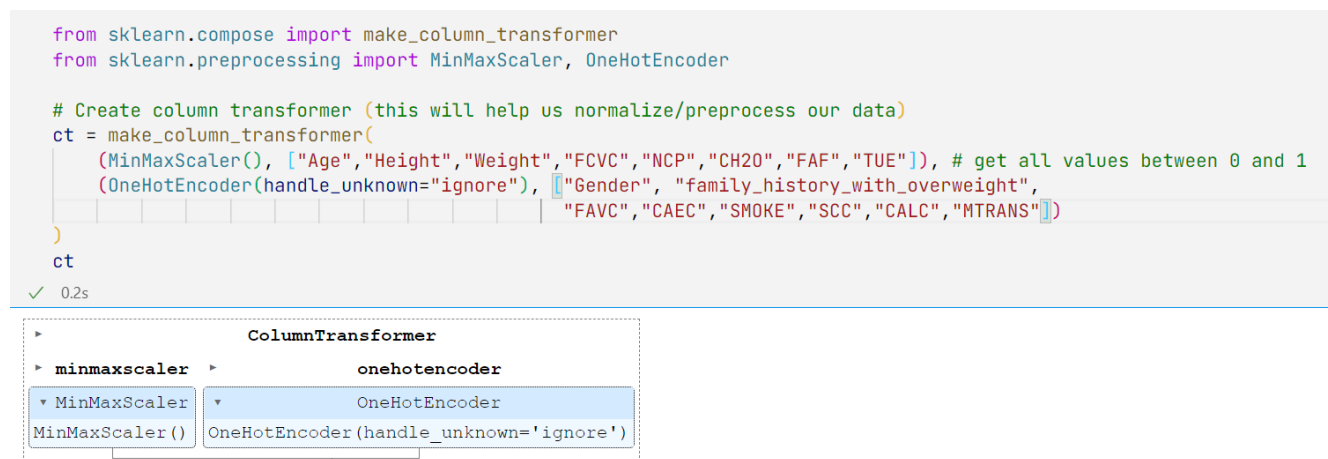 from sklearn.compose import make_column_transformer
from sklearn.preprocessing import MinMaxScaler, OneHotEncoder
# Create column transformer (this will help us normalize/preprocess our data)
ct = make_column_transformer(
(MinMaxScaler(), ["Age","Height","Weight","FCVC","NCP","CH2O","FAF","TUE"]), # get all values between 0 and 1
(OneHotEncoder(handle_unknown="ignore"), ["Gender", "family_history_with_overweight",
"FAVC","CAEC","SMOKE","SCC","CALC","MTRANS"])
)
ct
0.2s
ColumnTransformer
minmaxscaler onehotencoder
MinMaxScaler OneHotEncoder
MinMaxScaler() OneHotEncoder(handle_unknown='ignore')